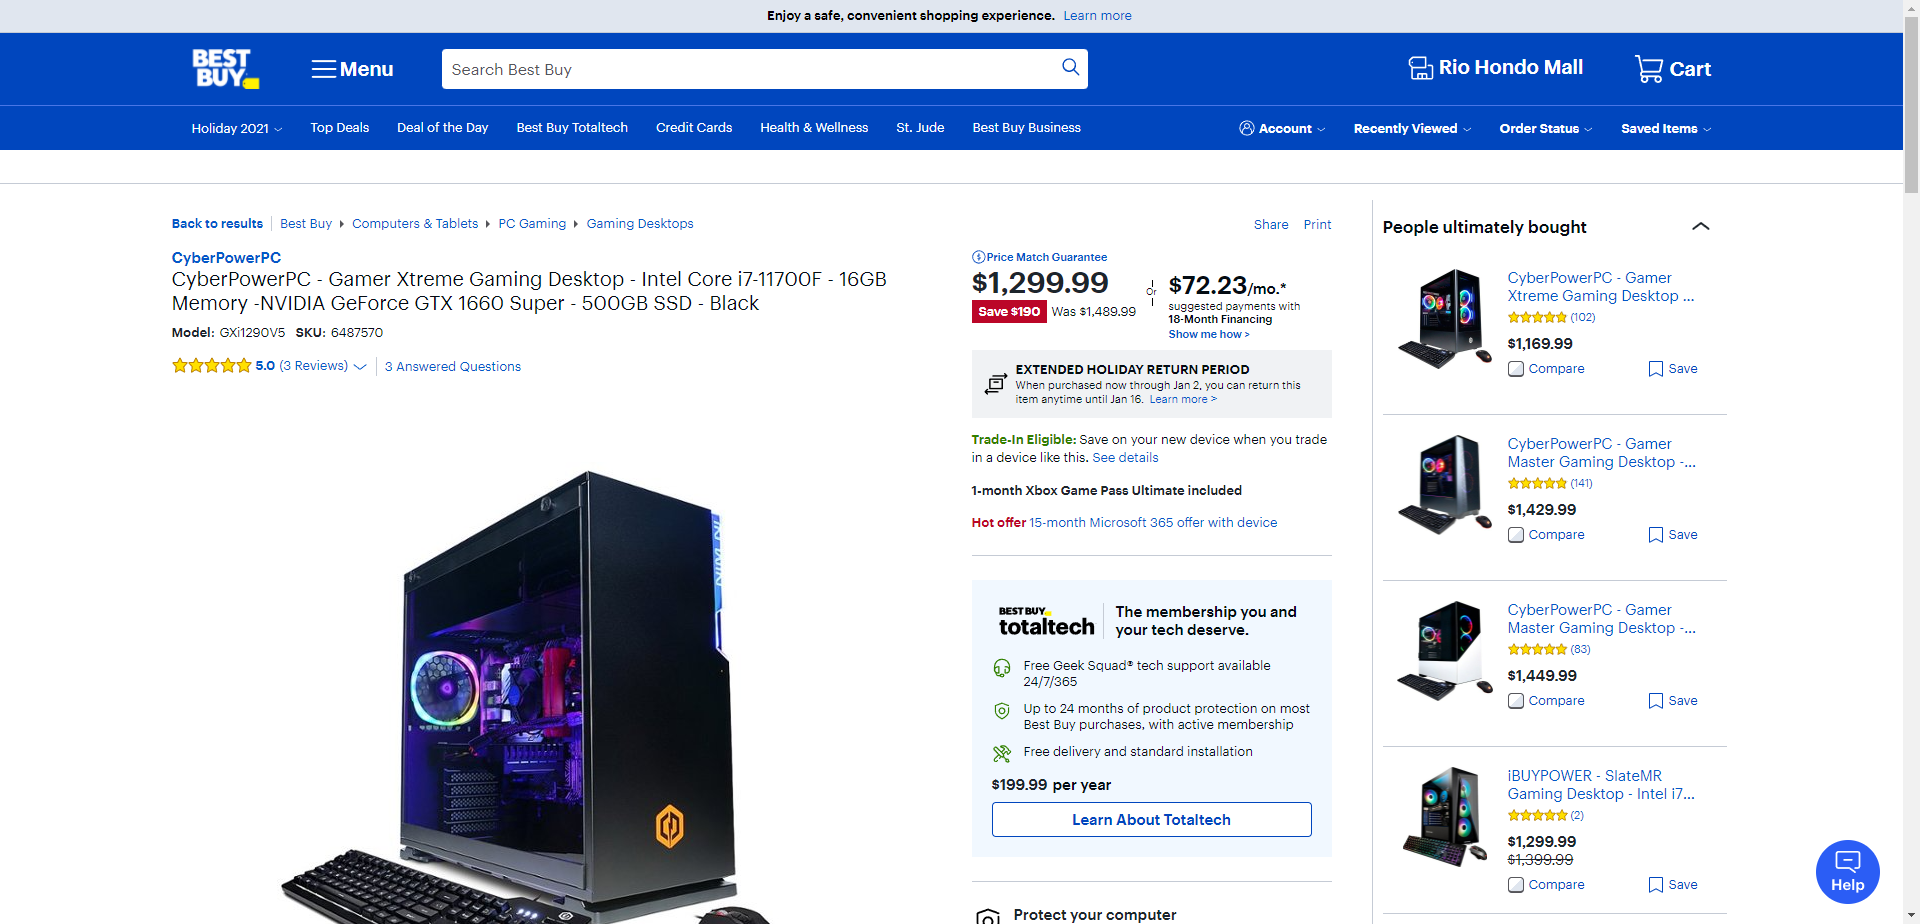 Enjoy a safe, convenient shopping experience. Learn more
BEST BUY
Menu
Search Best Buy
Rio Hondo Mall
Cart
Holiday 2021
Top Deals
Deal of the Day
Best Buy Totaltech
Credit Cards
Health & Wellness
St. Jude
Best Buy Business
Account
Recently Viewed
Order Status
Saved Items
Back to results
Best Buy
Computers & Tablets
PC Gaming
Gaming Desktops
Share
Print
CyberPowerPC
CyberPowerPC - Gamer Xtreme Gaming Desktop - Intel Core i7-11700F - 16GB
Memory -NVIDIA GeForce GTX 1660 Super - 500GB SSD - Black
Model: GXi1290V5 SKU: 6487570
5.0 (3 Reviews)
3 Answered Questions
Price Match Guarantee
$1,299.99
Save $190 Was $1,489.99
or
$72.23/mo.*
suggested payments with
18-Month Financing
Show me how >
EXTENDED HOLIDAY RETURN PERIOD
When purchased now through Jan 2, you can return this
item anytime until Jan 16. Learn more >
Trade-In Eligible: Save on your new device when you trade
in a device like this. See details
1-month Xbox Game Pass Ultimate included
Hot offer 15-month Microsoft 365 offer with device
BEST BUY
totaltech
The membership you and
your tech deserve.
Free Geek Squad® tech support available
24/7/365
Up to 24 months of product protection on most
Best Buy purchases, with active membership
Free delivery and standard installation
$199.99 per year
Learn About Totaltech
Protect your computer
People ultimately bought
CyberPowerPC - Gamer
Xtreme Gaming Desktop ...
(102)
$1,169.99
Compare
Save
CyberPowerPC - Gamer
Master Gaming Desktop -...
(141)
$1,429.99
Compare
Save
CyberPowerPC - Gamer
Master Gaming Desktop -...
(83)
$1,449.99
Compare
Save
iBUYPOWER - SlateMR
Gaming Desktop - Intel i7...
(2)
$1,299.99
$1,399.99
Compare
Save
Help